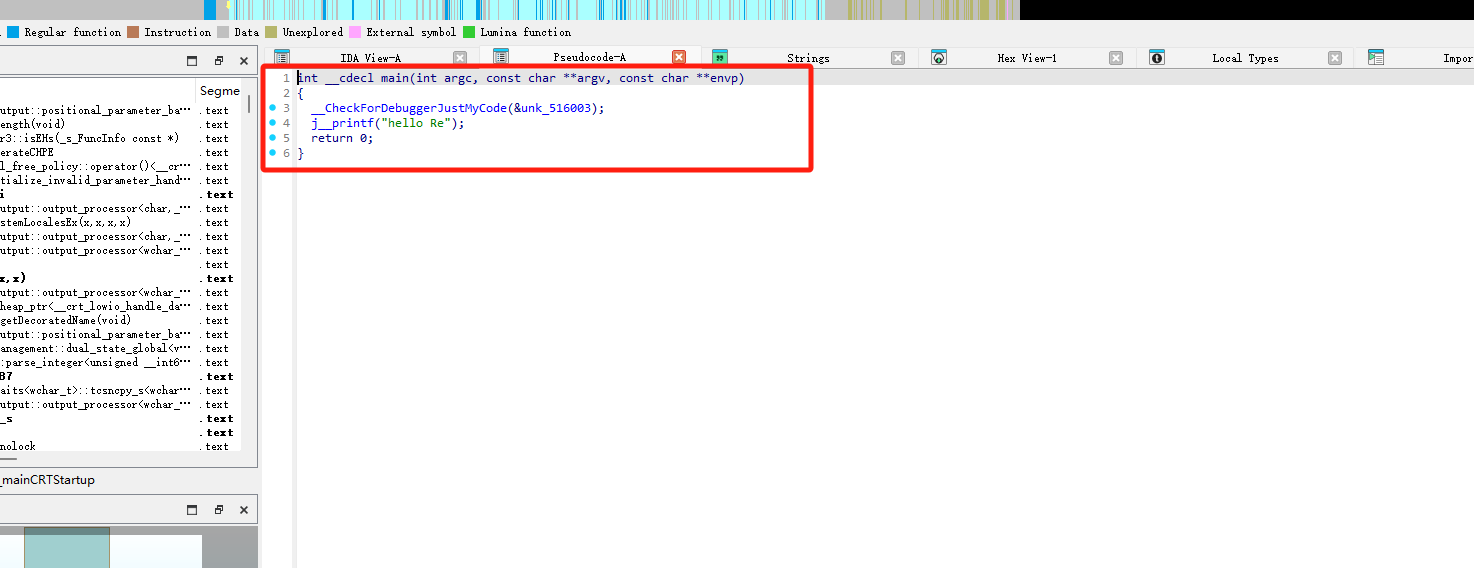 Regular function Instruction Data Unexplored External symbol Lumina function
IDA View-A Pseudocode-A Strings Hex View-1 Local Types Impor
Segme
utput::positional_parameter_ba… .text
ength(void) .text
r3::isEHs(_s_FuncInfo const *) .text
erateCHPE .text
l_free_policy::operator()<__cr… .text
tialize_invalid_parameter_hand… .text
i .text
utput::output_processor<char,_… .text
stemLocalesEx(x,x,x,x) .text
utput::output_processor<char,_… .text
utput::output_processor<wchar_… .text
.text
x,x) .text
utput::output_processor<wchar_… .text
heap_ptr<__crt_lowio_handle_da… .text
getDecoratedName(void) .text
utput::positional_parameter_ba… .text
anagement::dual_state_global<v… .text
:parse_integer<unsigned __int6… .text
B7 .text
aits<wchar_t>::tcsncpy_s<wchar… .text
utput::output_processor<wchar_… .text
_s .text
.text
nolock .text
_mainCRTStartup
1 int __cdecl main(int argc, const char **argv, const char **envp)
2 {
3 __CheckForDebuggerJustMyCode(&unk_516003);
4 j__printf("hello Re");
5 return 0;
6 }